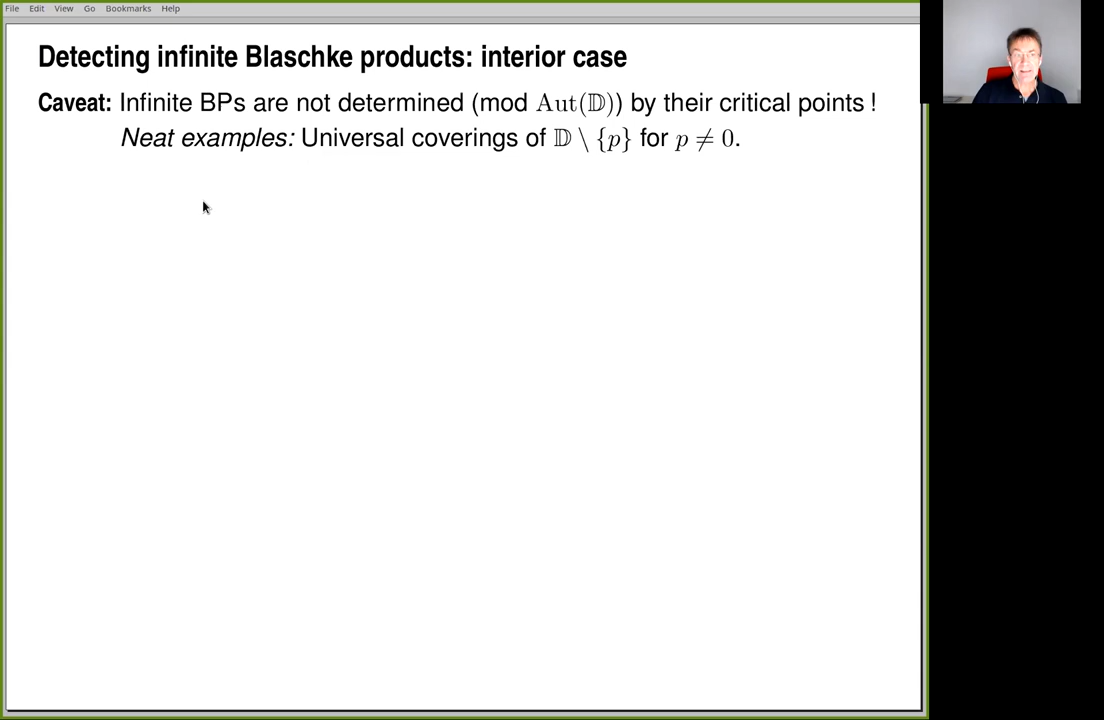 File Edit View Go Bookmarks Help
Detecting infinite Blaschke products: interior case
Caveat: Infinite BPs are not determined (mod Aut(𝔻)) by their critical points !
Neat examples: Universal coverings of 𝔻 \ {p} for p ≠ 0.